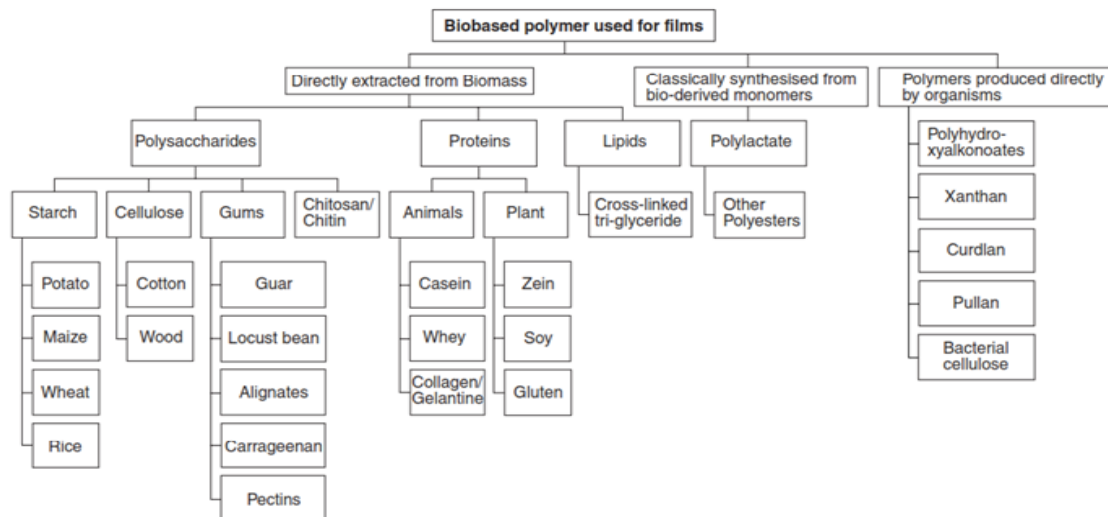 Biobased polymer used for films
Directly extracted from Biomass
Classically synthesised from
bio-derived monomers
Polymers produced directly
by organisms
Polysaccharides
Proteins
Lipids
Polylactate
Polyhydro-
xyalkonoates
Starch
Cellulose
Gums
Chitosan/
Chitin
Animals
Plant
Cross-linked
tri-glyceride
Other
Polyesters
Xanthan
Potato
Cotton
Guar
Casein
Zein
Curdlan
Maize
Wood
Locust bean
Whey
Soy
Pullan
Wheat
Alignates
Collagen/
Gelantine
Gluten
Bacterial
cellulose
Rice
Carrageenan
Pectins